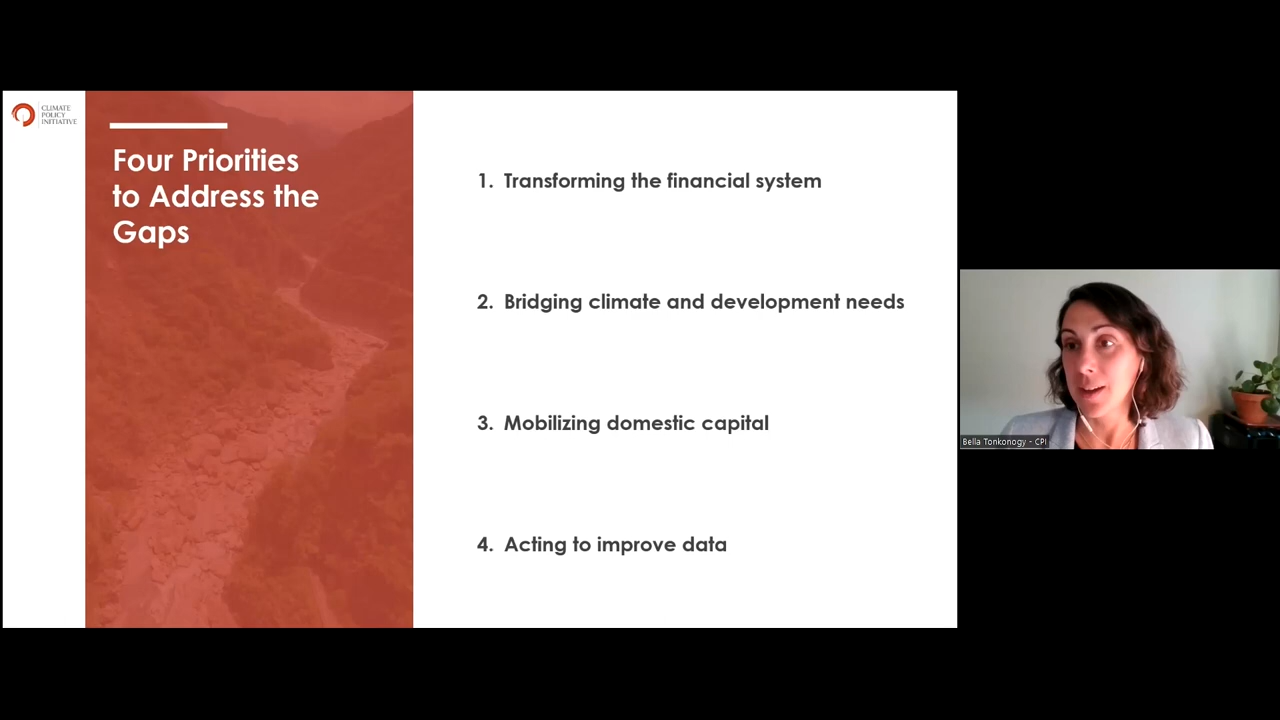 CLIMATE
POLICY
INITIATIVE
Four Priorities
to Address the
Gaps
1. Transforming the financial system
2. Bridging climate and development needs
3. Mobilizing domestic capital
4. Acting to improve data
Bella Tonkonogy - CPI